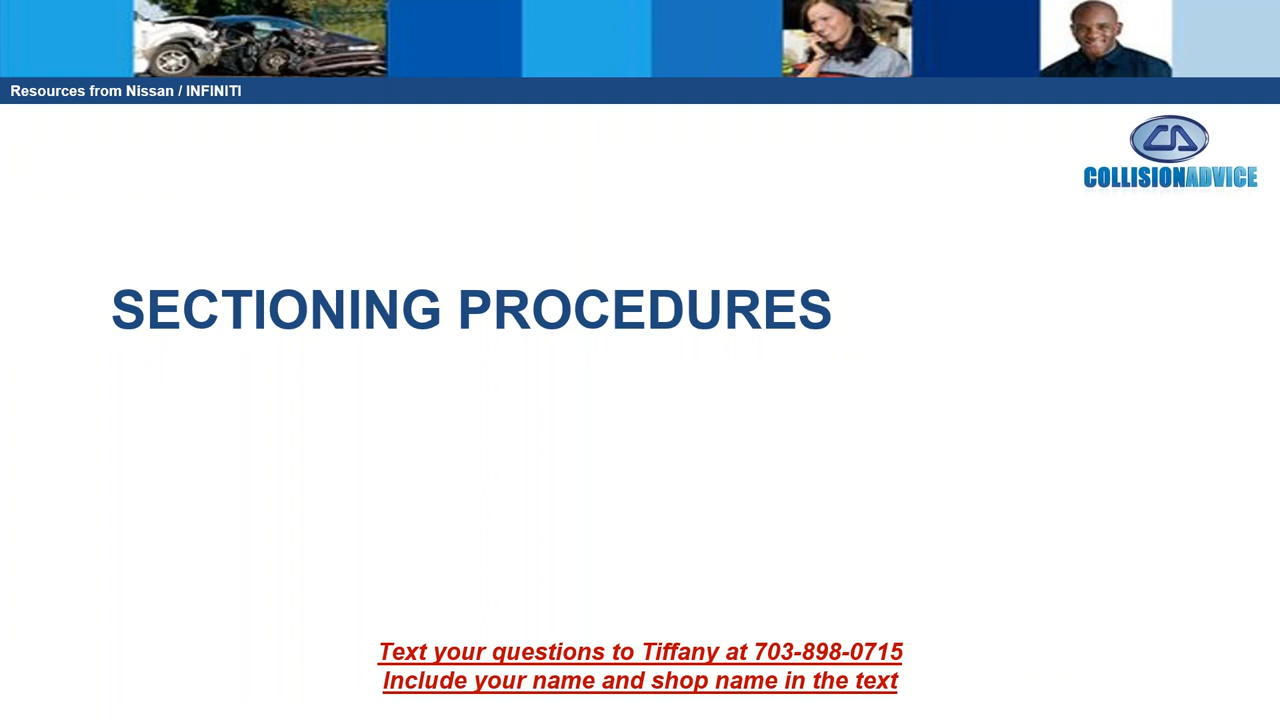 Resources from Nissan / INFINITI
COLLISIONADVICE
SECTIONING PROCEDURES
Text your questions to Tiffany at 703-898-0715
Include your name and shop name in the text